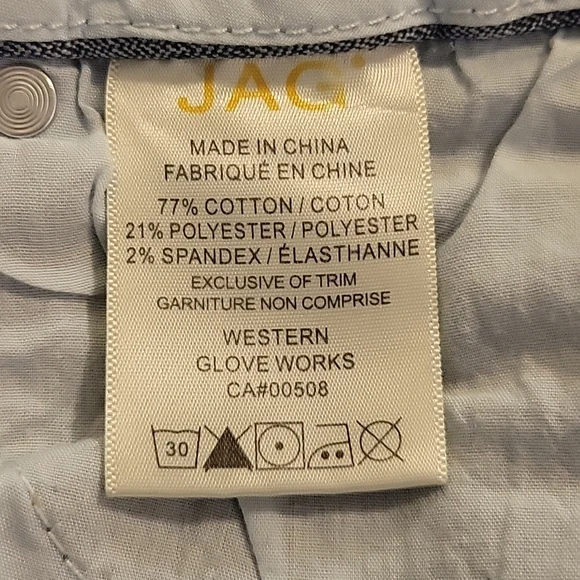 JAG
MADE IN CHINA
FABRIQUÉ EN CHINE
77% COTTON / COTON
21% POLYESTER / POLYESTER
2% SPANDEX / ÉLASTHANNE
EXCLUSIVE OF TRIM
GARNITURE NON COMPRISE
WESTERN
GLOVE WORKS
CA#00508
30